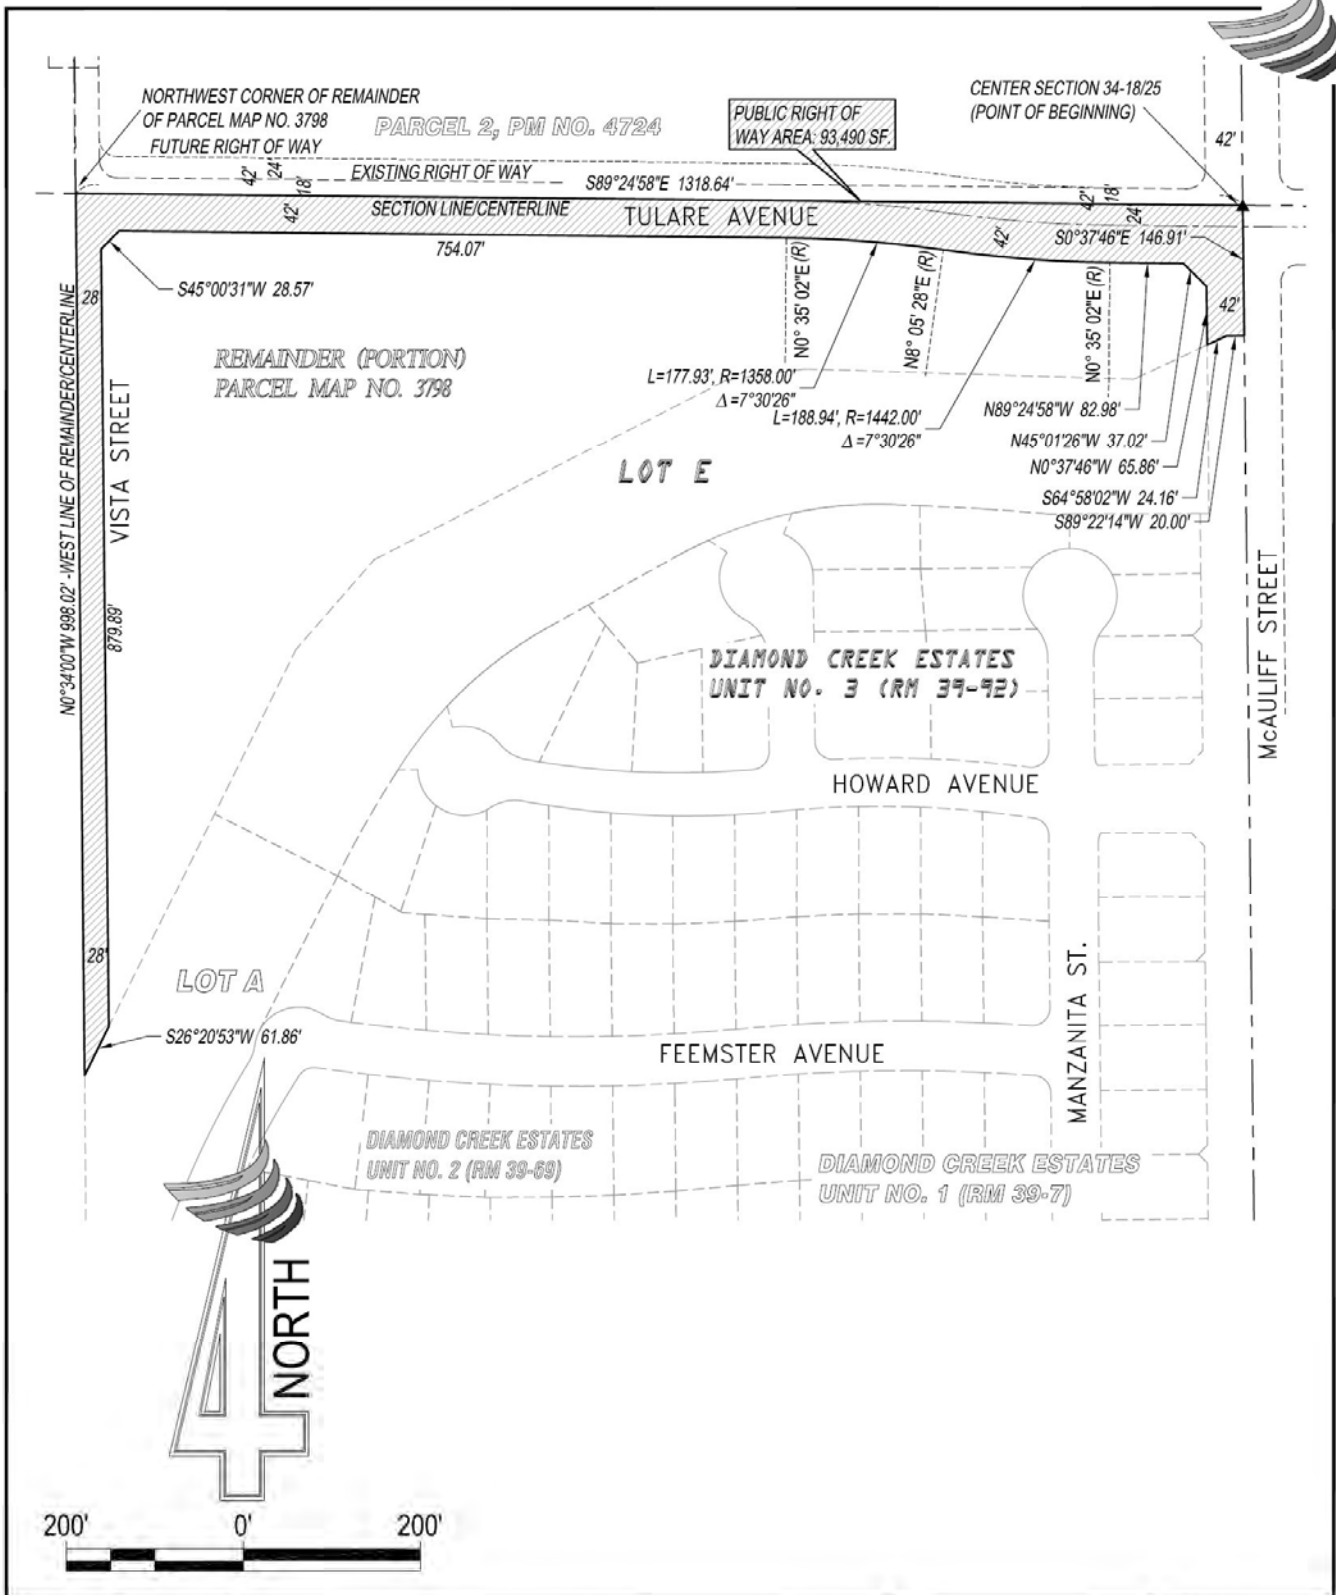 NORTHWEST CORNER OF REMAINDER
OF PARCEL MAP NO. 3798
FUTURE RIGHT OF WAY
PARCEL 2, PM NO. 4724
PUBLIC RIGHT OF
WAY AREA: 93,490 SF.
CENTER SECTION 34-18/25
(POINT OF BEGINNING)
42'
42'
24'
18'
EXISTING RIGHT OF WAY
S89°24'58"E 1318.64'
42'
18'
24'
42'
SECTION LINE/CENTERLINE
TULARE AVENUE
42'
S0°37'46"E 146.91'
754.07'
S45°00'31"W 28.57'
28'
42'
N0° 35' 02"E (R)
N8° 05' 28"E (R)
N0° 35' 02"E (R)
REMAINDER (PORTION)
PARCEL MAP NO. 3798
L=177.93', R=1358.00'
Δ=7°30'26"
L=188.94', R=1442.00'
Δ=7°30'26"
N89°24'58"W 82.98'
N45°01'26"W 37.02'
N0°37'46"W 65.86'
S64°58'02"W 24.16'
S89°22'14"W 20.00'
N0°34'00"W 998.02' -WEST LINE OF REMAINDER/CENTERLINE
VISTA STREET
879.89'
LOT E
McAULIFF STREET
DIAMOND CREEK ESTATES
UNIT NO. 3 (RM 39-92)
HOWARD AVENUE
28'
LOT A
MANZANITA ST.
S26°20'53"W 61.86'
FEEMSTER AVENUE
DIAMOND CREEK ESTATES
UNIT NO. 2 (RM 39-69)
DIAMOND CREEK ESTATES
UNIT NO. 1 (RM 39-7)
4
NORTH
200' 0' 200'